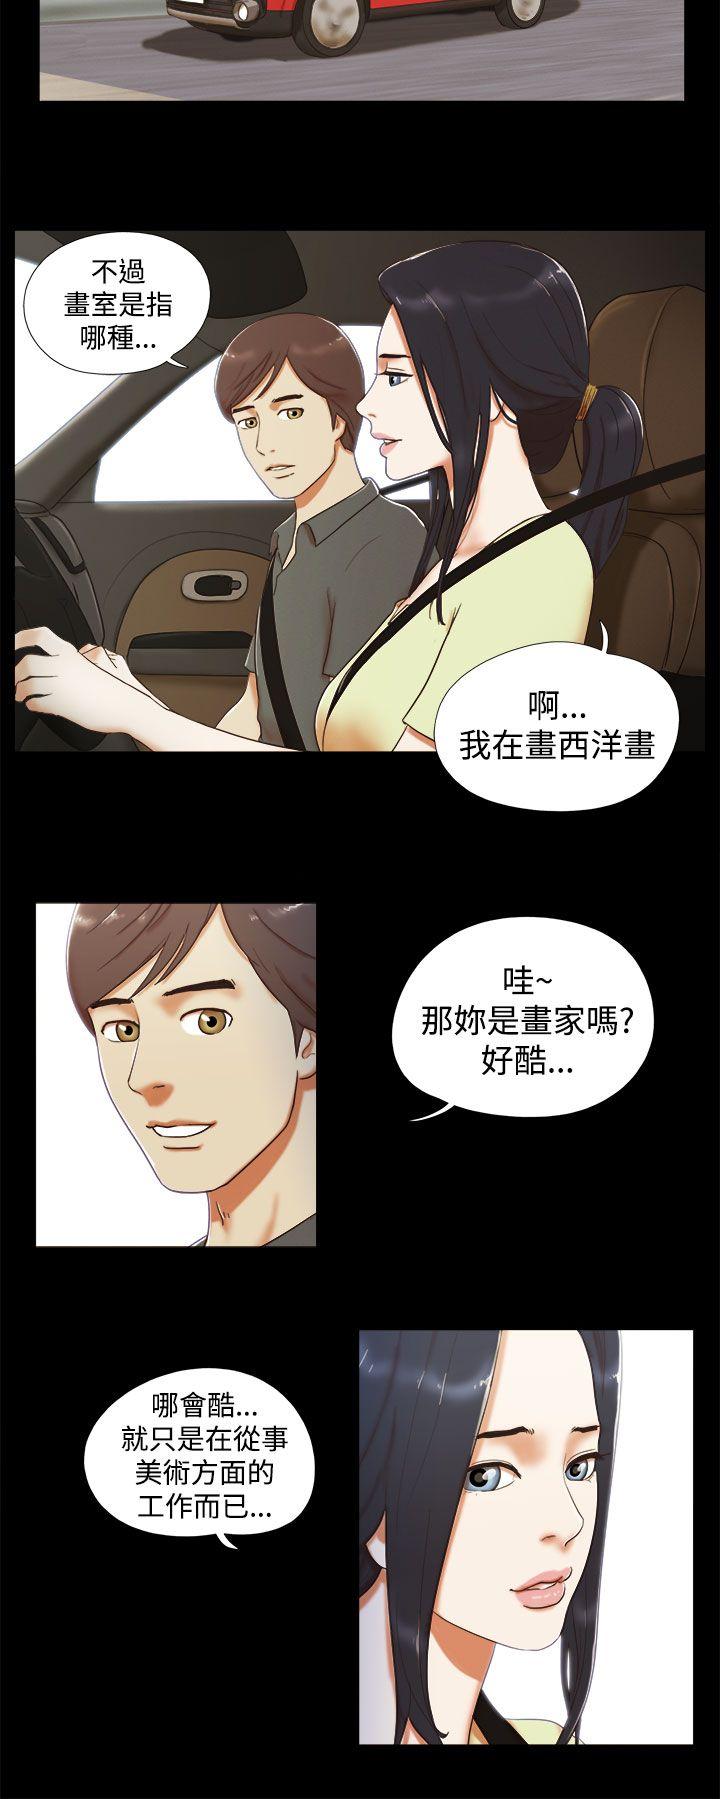 不過
畫室是指
哪種...
啊...
我在畫西洋畫
哇~
那妳是畫家嗎?
好酷...
哪會酷...
就只是在從事
美術方面的
工作而已...